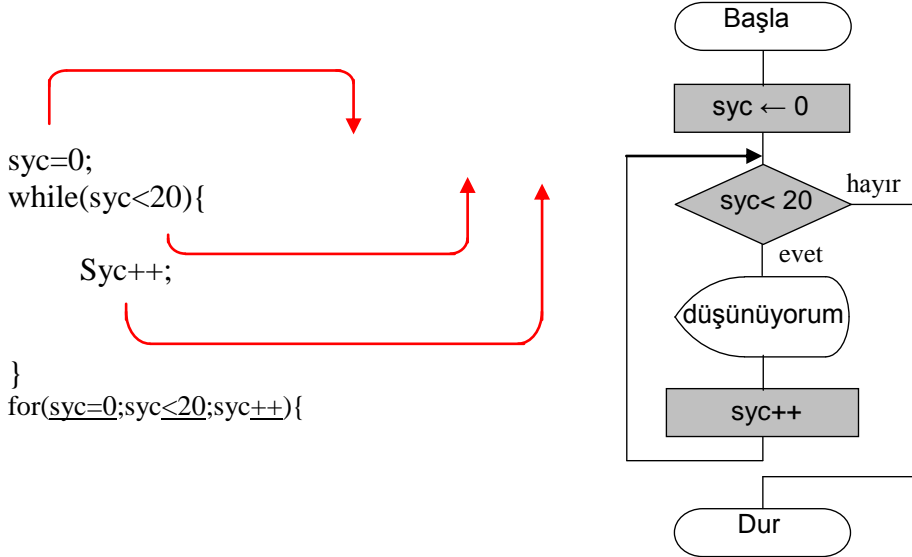 syc=0;
while(syc<20){
Syc++;
}
for(syc=0;syc<20;syc++){
Başla
syc ← 0
syc< 20
hayır
evet
düşünüyorum
syc++
Dur